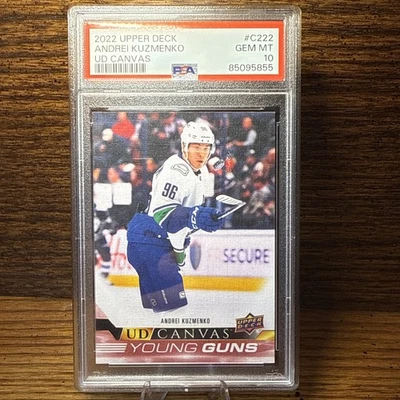 2022 UPPER DECK #C222
ANDREI KUZMENKO GEM MT
UD CANVAS 10
PSA 85095855
96
SECURE
ANDREI KUZMENKO
UD CANVAS
UPPER DECK
YOUNG GUNS